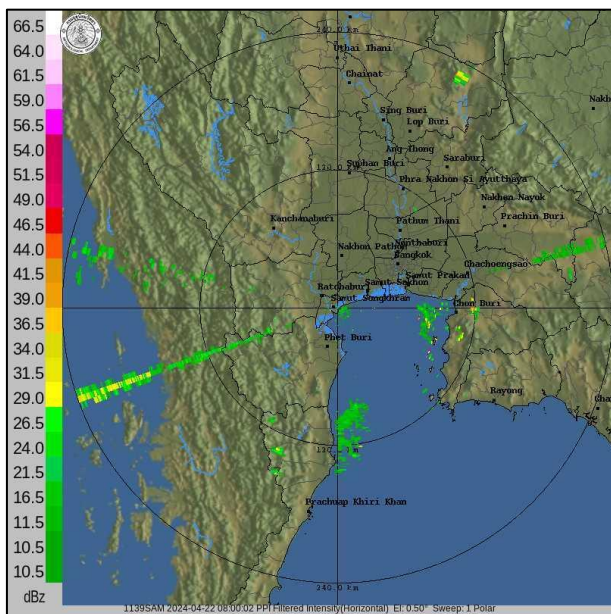 66.5
64.0
61.5
59.0
56.5
54.0
51.5
49.0
46.5
44.0
41.5
39.0
36.5
34.0
31.5
29.0
26.5
24.0
21.5
16.5
11.5
10.5
10.5
dBz
240.0 km
Uthai Thani
Chainat
Sing Buri
Lop Buri
Nakh
Ang Thong
Saraburi
120.0 km
Suphan Buri
Phra Nakhon Si Ayutthaya
Nakhon Nayok
Prachin Buri
Kanchanaburi
Pathum Thani
Nonthaburi
Nakhon Pathom
Bangkok
Chachoengsao
Samut Prakan
Samut Sakhon
Ratchaburi
Samut Songkhram
Chon Buri
Phet Buri
Rayong
Cha
120.0 km
Prachuap Khiri Khan
240.0 km
1139SAM 2024-04-22 08:00:02 PPI Filtered Intensity(Horizontal) El: 0.50° Sweep: 1 Polar